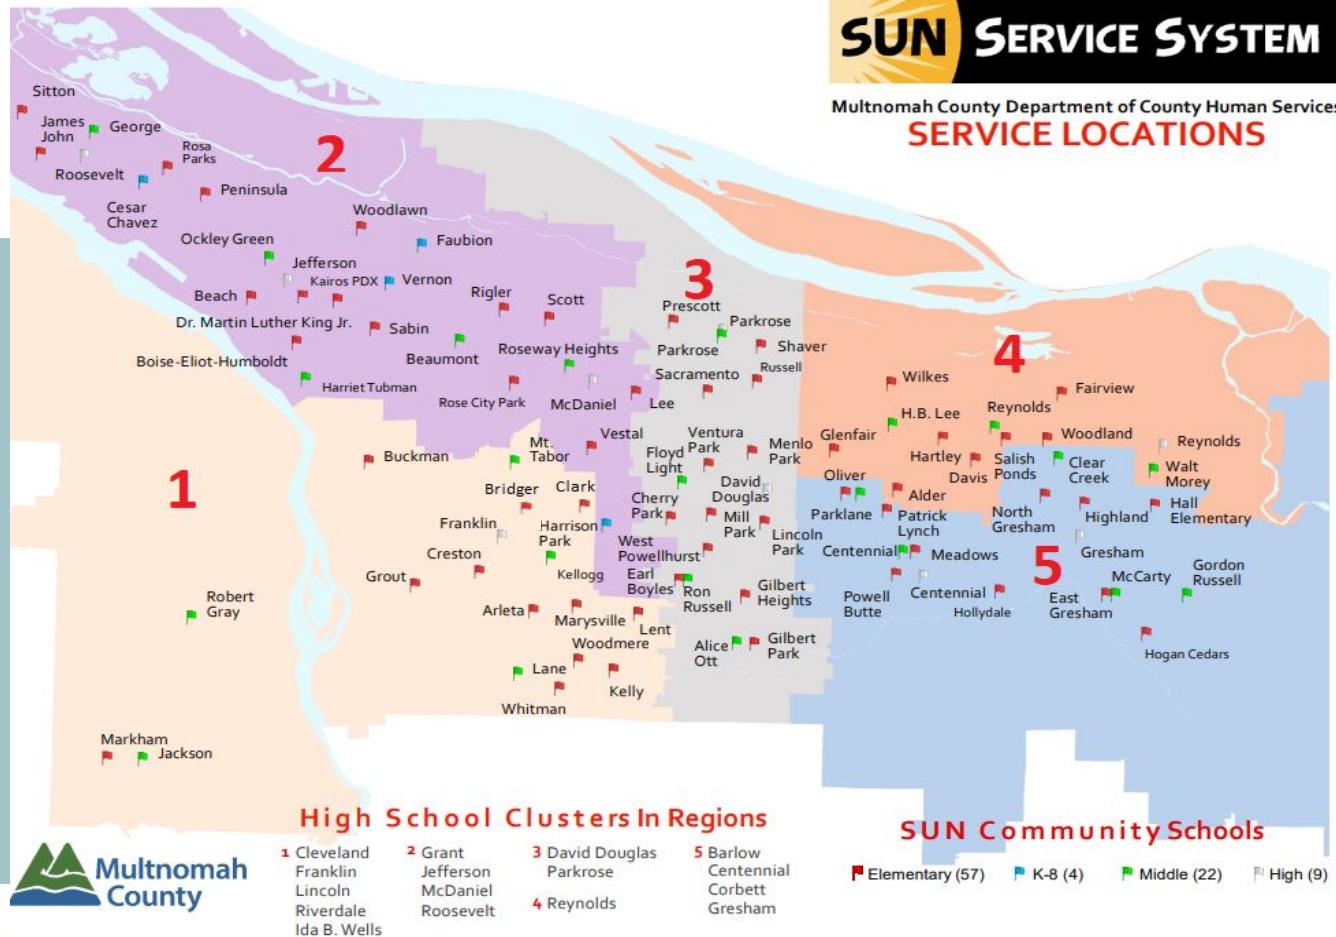 SUN SERVICE SYSTEM
Multnomah County Department of County Human Services
SERVICE LOCATIONS
Sitton
James
John
George
Rosa
Parks
Roosevelt
Peninsula
Cesar
Chavez
2
Woodlawn
Ockley Green
Faubion
Jefferson
Kairos PDX
Vernon
Beach
Rigler
Scott
Dr. Martin Luther King Jr.
Sabin
Boise-Eliot-Humboldt
Beaumont
Roseway Heights
Harriet Tubman
Rose City Park
McDaniel
Lee
Vestal
3
Prescott
Parkrose
Parkrose
Shaver
Sacramento
Russell
Ventura
Park
Menlo
Park
Floyd
Light
David
Douglas
Cherry
Park
Mill
Park
Lincoln
Park
West
Powellhurst
Earl
Boyles
Ron
Russell
Gilbert
Heights
Alice
Ott
Gilbert
Park
4
Wilkes
Fairview
H.B. Lee
Reynolds
Glenfair
Woodland
Reynolds
Hartley
Davis
Salish
Ponds
Clear
Creek
Walt
Morey
Oliver
Alder
Parklane
Patrick
Lynch
North
Gresham
Highland
Hall
Elementary
Centennial
Meadows
5
Gresham
McCarty
Gordon
Russell
Powell
Butte
Centennial
Hollydale
East
Gresham
Hogan Cedars
1
Buckman
Mt.
Tabor
Bridger
Clark
Franklin
Harrison
Park
Creston
Kellogg
Grout
Robert
Gray
Arleta
Marysville
Lent
Woodmere
Lane
Kelly
Whitman
Markham
Jackson
High School Clusters In Regions
1 Cleveland
Franklin
Lincoln
Riverdale
Ida B. Wells
2 Grant
Jefferson
McDaniel
Roosevelt
3 David Douglas
Parkrose
4 Reynolds
5 Barlow
Centennial
Corbett
Gresham
SUN Community Schools
Elementary (57)
K-8 (4)
Middle (22)
High (9)
Multnomah
County